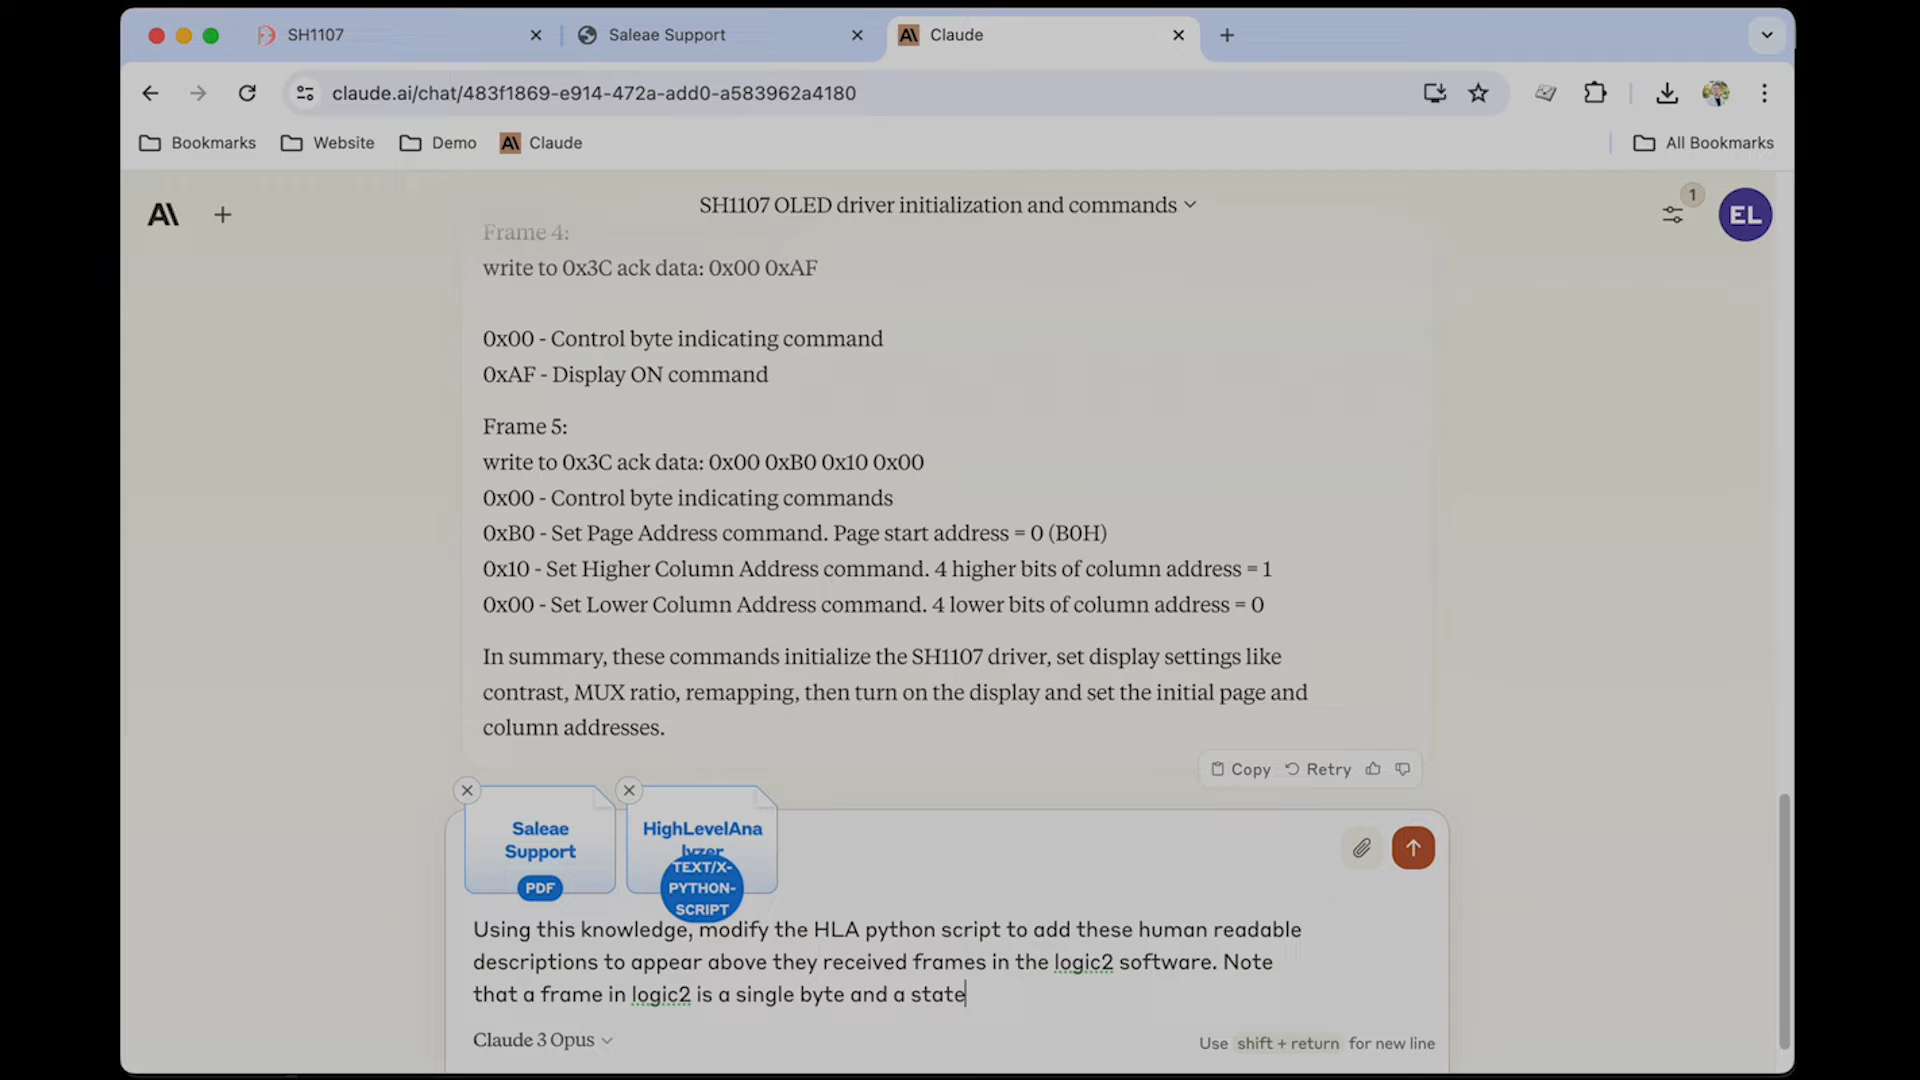 SH1107
Saleae Support
Claude
claude.ai/chat/483f1869-e914-472a-add0-a583962a4180
Bookmarks
Website
Demo
Claude
All Bookmarks
SH1107 OLED driver initialization and commands
1
EL
Frame 4:
write to 0x3C ack data: 0x00 0xAF
0x00 - Control byte indicating command
0xAF - Display ON command
Frame 5:
write to 0x3C ack data: 0x00 0xB0 0x10 0x00
0x00 - Control byte indicating commands
0xB0 - Set Page Address command. Page start address = 0 (B0H)
0x10 - Set Higher Column Address command. 4 higher bits of column address = 1
0x00 - Set Lower Column Address command. 4 lower bits of column address = 0
In summary, these commands initialize the SH1107 driver, set display settings like
contrast, MUX ratio, remapping, then turn on the display and set the initial page and
column addresses.
Copy
Retry
Saleae
Support
PDF
HighLevelAna
lyzer
TEXT/X-
PYTHON-
SCRIPT
Using this knowledge, modify the HLA python script to add these human readable
descriptions to appear above they received frames in the logic2 software. Note
that a frame in logic2 is a single byte and a state
Claude 3 Opus
Use shift + return for new line